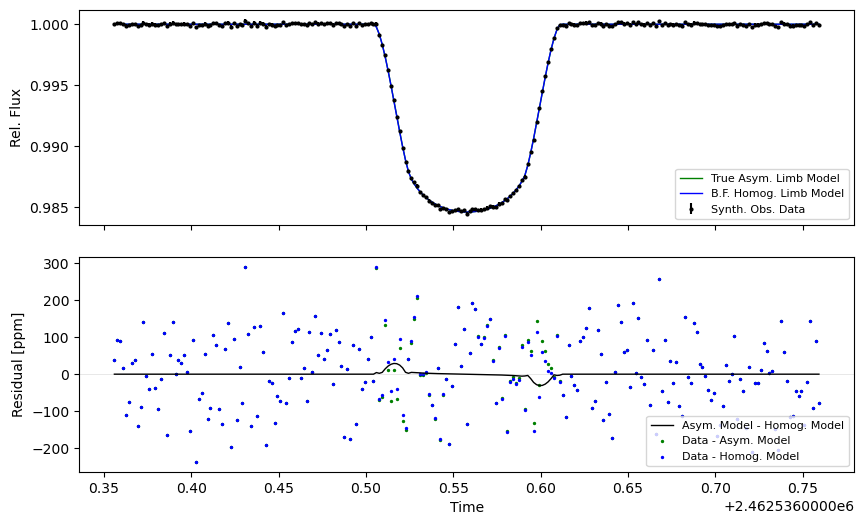 1.000
0.995
0.990
0.985
Rel. Flux
True Asym. Limb Model
B.F. Homog. Limb Model
Synth. Obs. Data
300
200
100
0
−100
−200
Residual [ppm]
Asym. Model - Homog. Model
Data - Asym. Model
Data - Homog. Model
0.35 0.40 0.45 0.50 0.55 0.60 0.65 0.70 0.75
Time
+2.4625360000e6